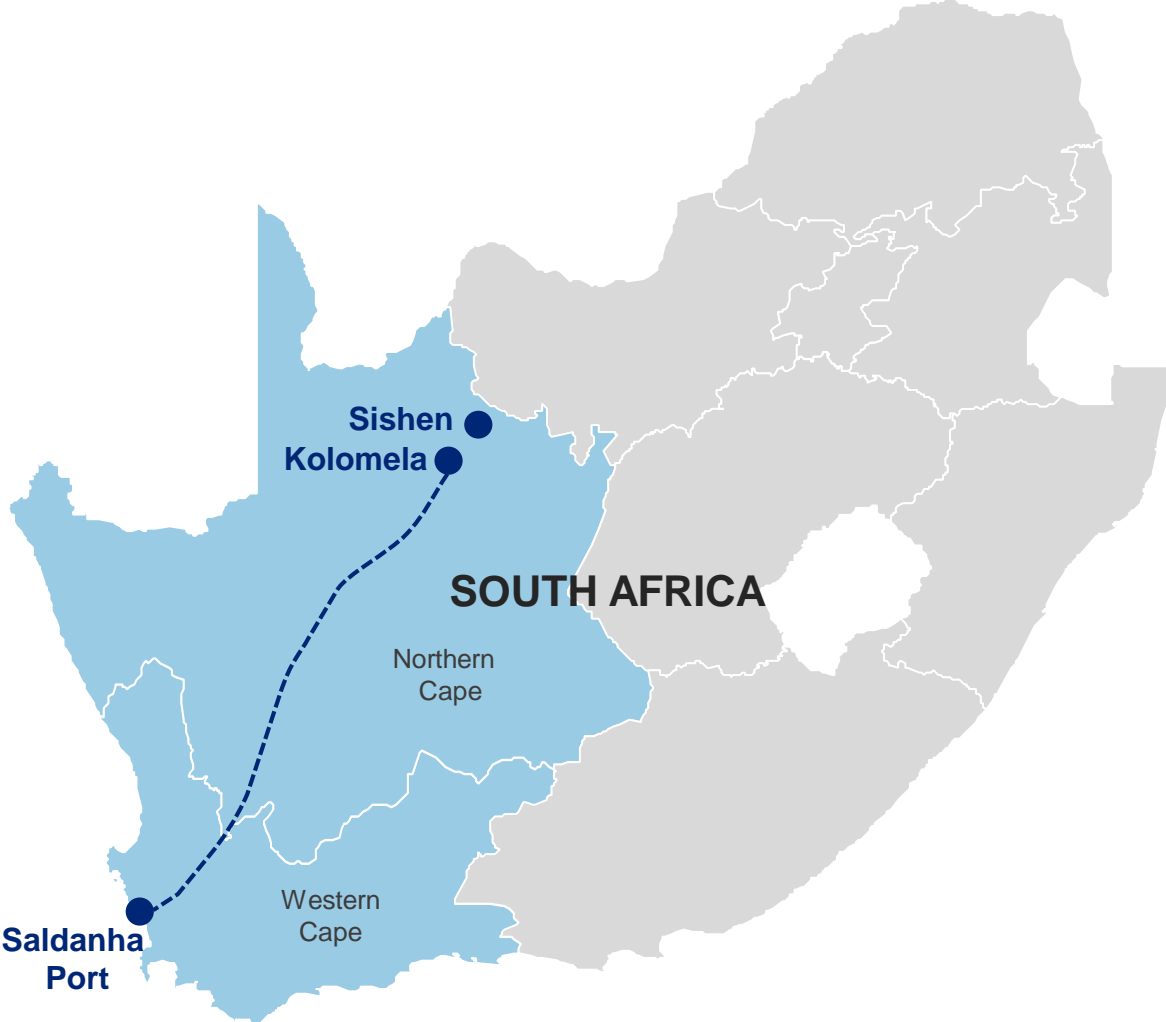 Sishen
Kolomela
SOUTH AFRICA
Northern
Cape
Western
Cape
Saldanha
Port